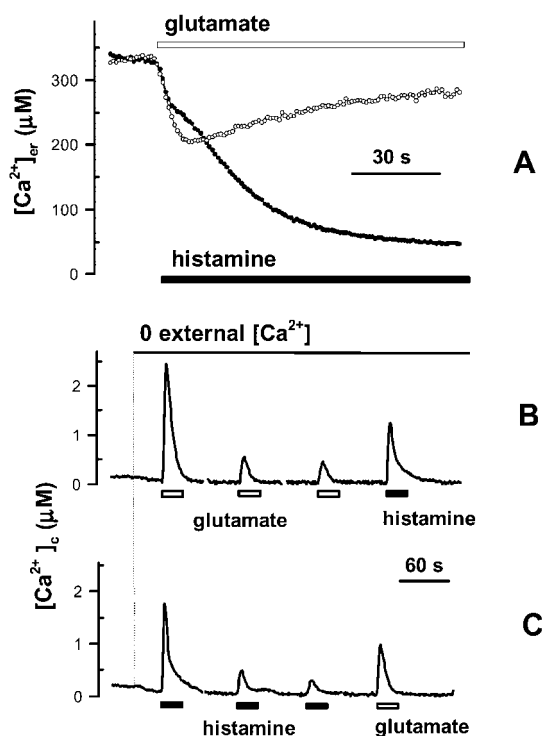 glutamate
300
200
100
0
[Ca²⁺]er (μM)
30 s
A
histamine
0 external [Ca²⁺]
2
1
0
B
glutamate
histamine
[Ca²⁺]c (μM)
60 s
2
1
0
C
histamine
glutamate